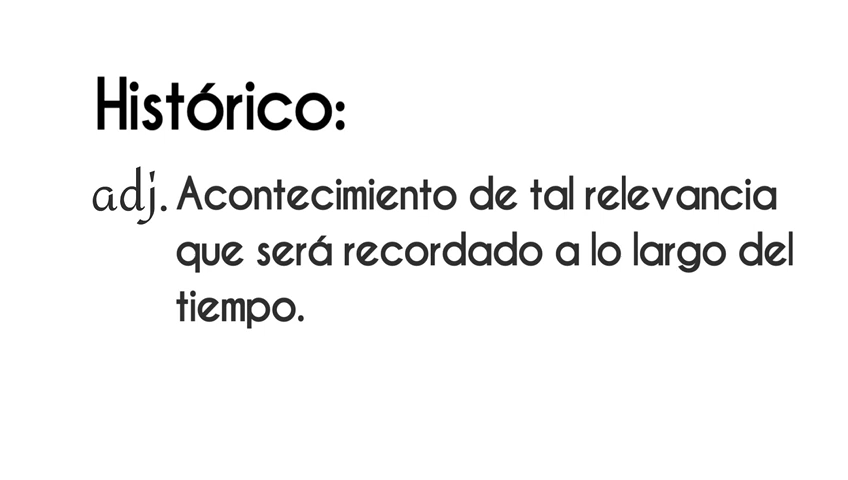 Histórico:
adj. Acontecimiento de tal relevancia
que será recordado a lo largo del
tiempo.